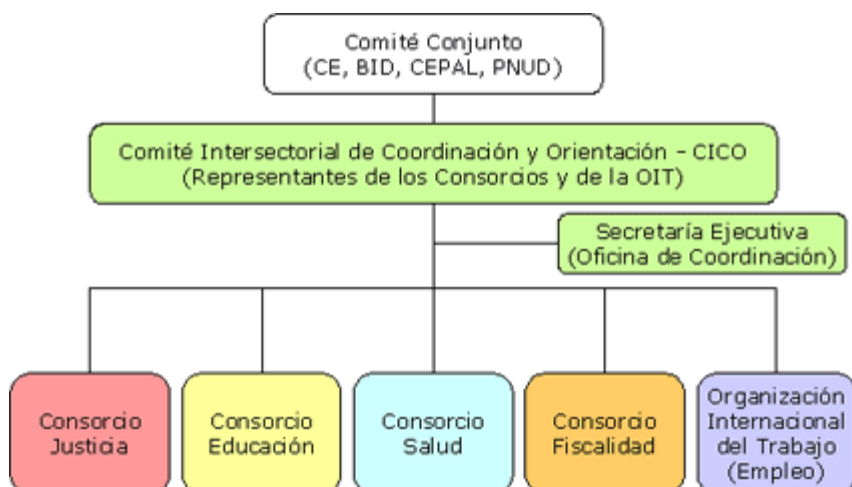 Comité Conjunto
(CE, BID, CEPAL, PNUD)
Comité Intersectorial de Coordinación y Orientación – CICO
(Representantes de los Consorcios y de la OIT)
Secretaría Ejecutiva
(Oficina de Coordinación)
Consorcio
Justicia
Consorcio
Educación
Consorcio
Salud
Consorcio
Fiscalidad
Organización
Internacional
del Trabajo
(Empleo)